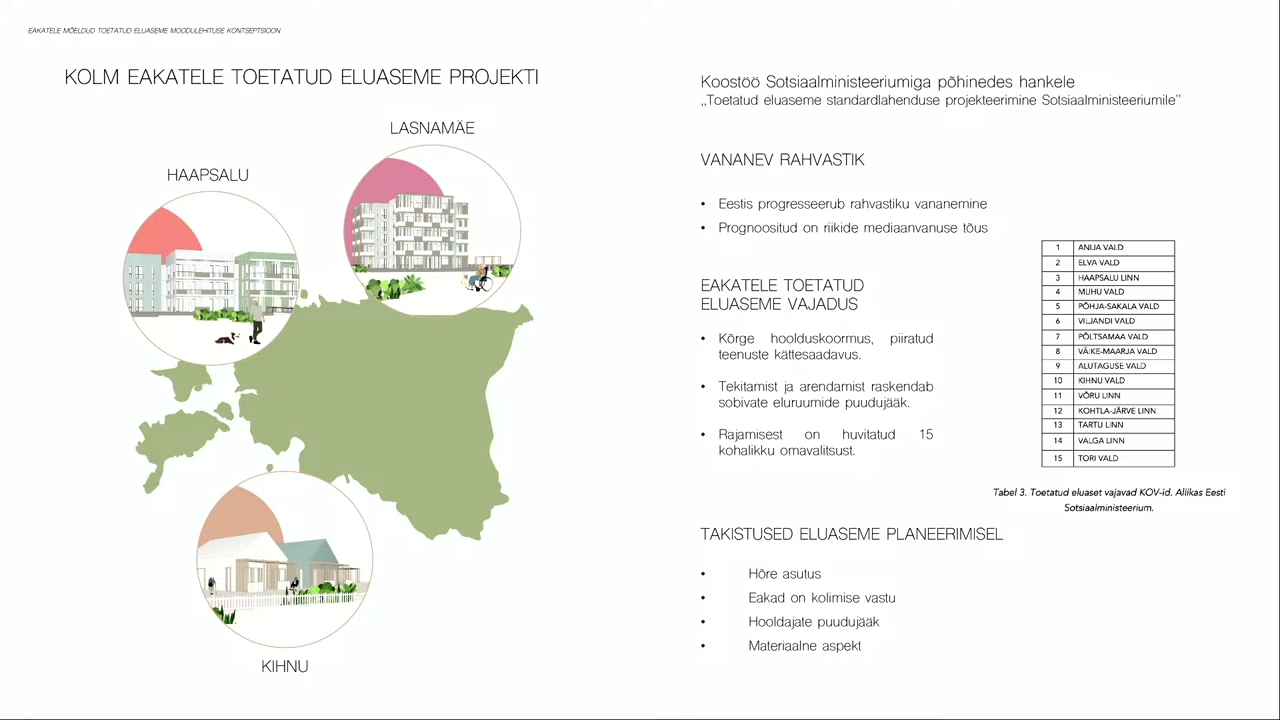 EAKATELE MÕELDUD TOETATUD ELUASEME MOODULEHITUSE KONTSEPTSIOON
KOLM EAKATELE TOETATUD ELUASEME PROJEKTI
LASNAMÄE
HAAPSALU
KIHNU
Koostöö Sotsiaalministeeriumiga põhinedes hankele
,,Toetatud eluaseme standardlahenduse projekteerimine Sotsiaalministeeriumile"
VANANEV RAHVASTIK
• Eestis progresseerub rahvastiku vananemine
• Prognoositud on riikide mediaanvanuse tõus
EAKATELE TOETATUD
ELUASEME VAJADUS
• Kõrge hoolduskoormus, piiratud
teenuste kättesaadavus.
• Tekitamist ja arendamist raskendab
sobivate eluruumide puudujääk.
• Rajamisest on huvitatud 15
kohalikku omavalitsust.
1 ANIJA VALD
2 ELVA VALD
3 HAAPSALU LINN
4 MUHU VALD
5 PÕHJA-SAKALA VALD
6 VILJANDI VALD
7 PÕLTSAMAA VALD
8 VÄIKE-MAARJA VALD
9 ALUTAGUSE VALD
10 KIHNU VALD
11 VÕRU LINN
12 KOHTLA-JÄRVE LINN
13 TARTU LINN
14 VALGA LINN
15 TORI VALD
Tabel 3. Toetatud eluaset vajavad KOV-id. Allikas Eesti
Sotsiaalministeerium.
TAKISTUSED ELUASEME PLANEERIMISEL
• Hõre asutus
• Eakad on kolimise vastu
• Hooldajate puudujääk
• Materiaalne aspekt